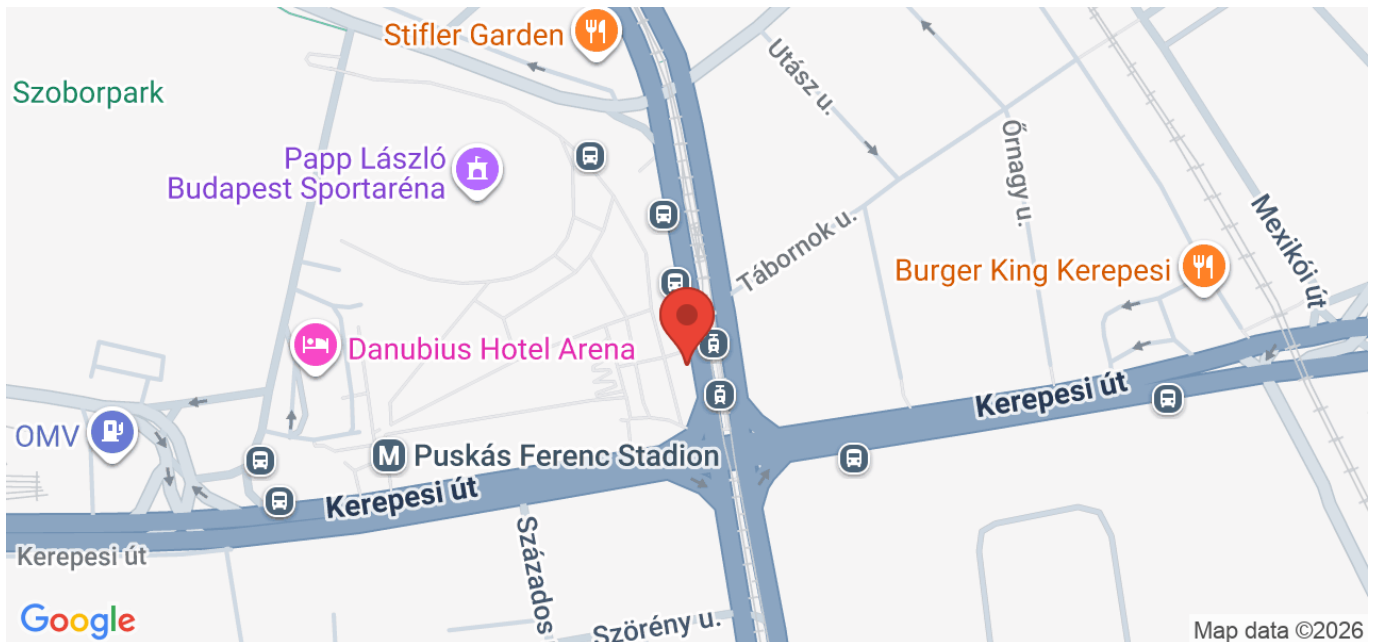 Stifler Garden
Szoborpark
Utász u.
Papp László
Budapest Sportaréna
Őrnagy u.
Mexikói út
Tábornok u.
Burger King Kerepesi
Danubius Hotel Arena
Kerepesi út
OMV
M
Puskás Ferenc Stadion
Kerepesi út
Kerepesi út
Százados
Szörény u.
Google
Map data ©2026